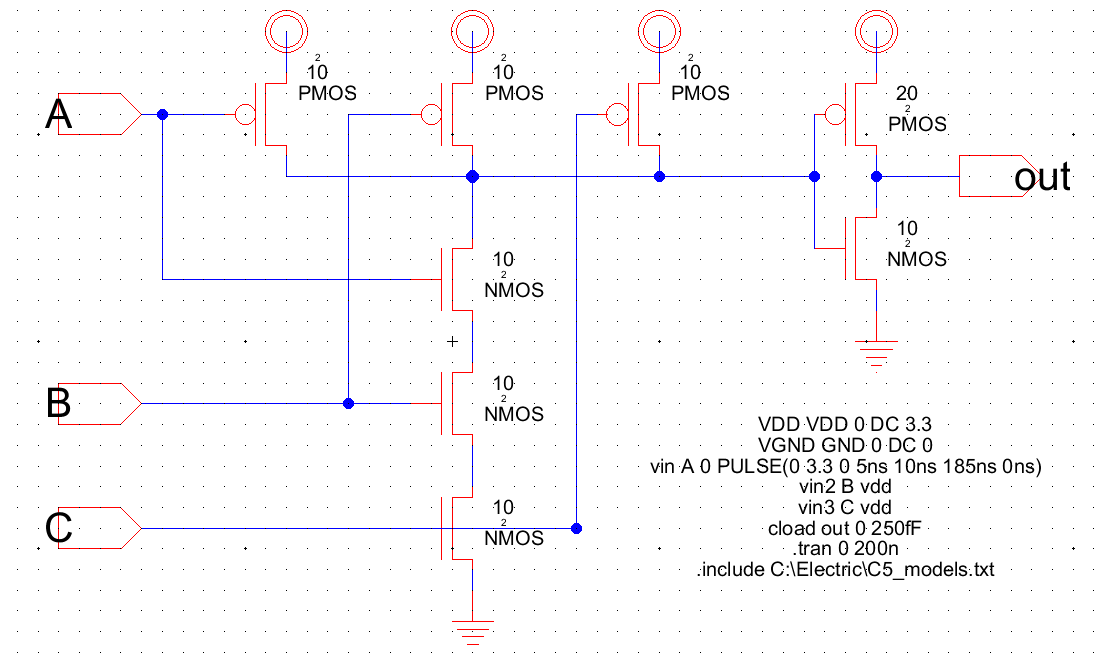 2
10
PMOS
2
10
PMOS
2
10
PMOS
20
2
PMOS
A
out
10
2
NMOS
10
2
NMOS
B
10
2
NMOS
C
10
2
NMOS
VDD VDD 0 DC 3.3
VGND GND 0 DC 0
vin A 0 PULSE(0 3.3 0 5ns 10ns 185ns 0ns)
vin2 B vdd
vin3 C vdd
cload out 0 250fF
.tran 0 200n
.include C:\Electric\C5_models.txt